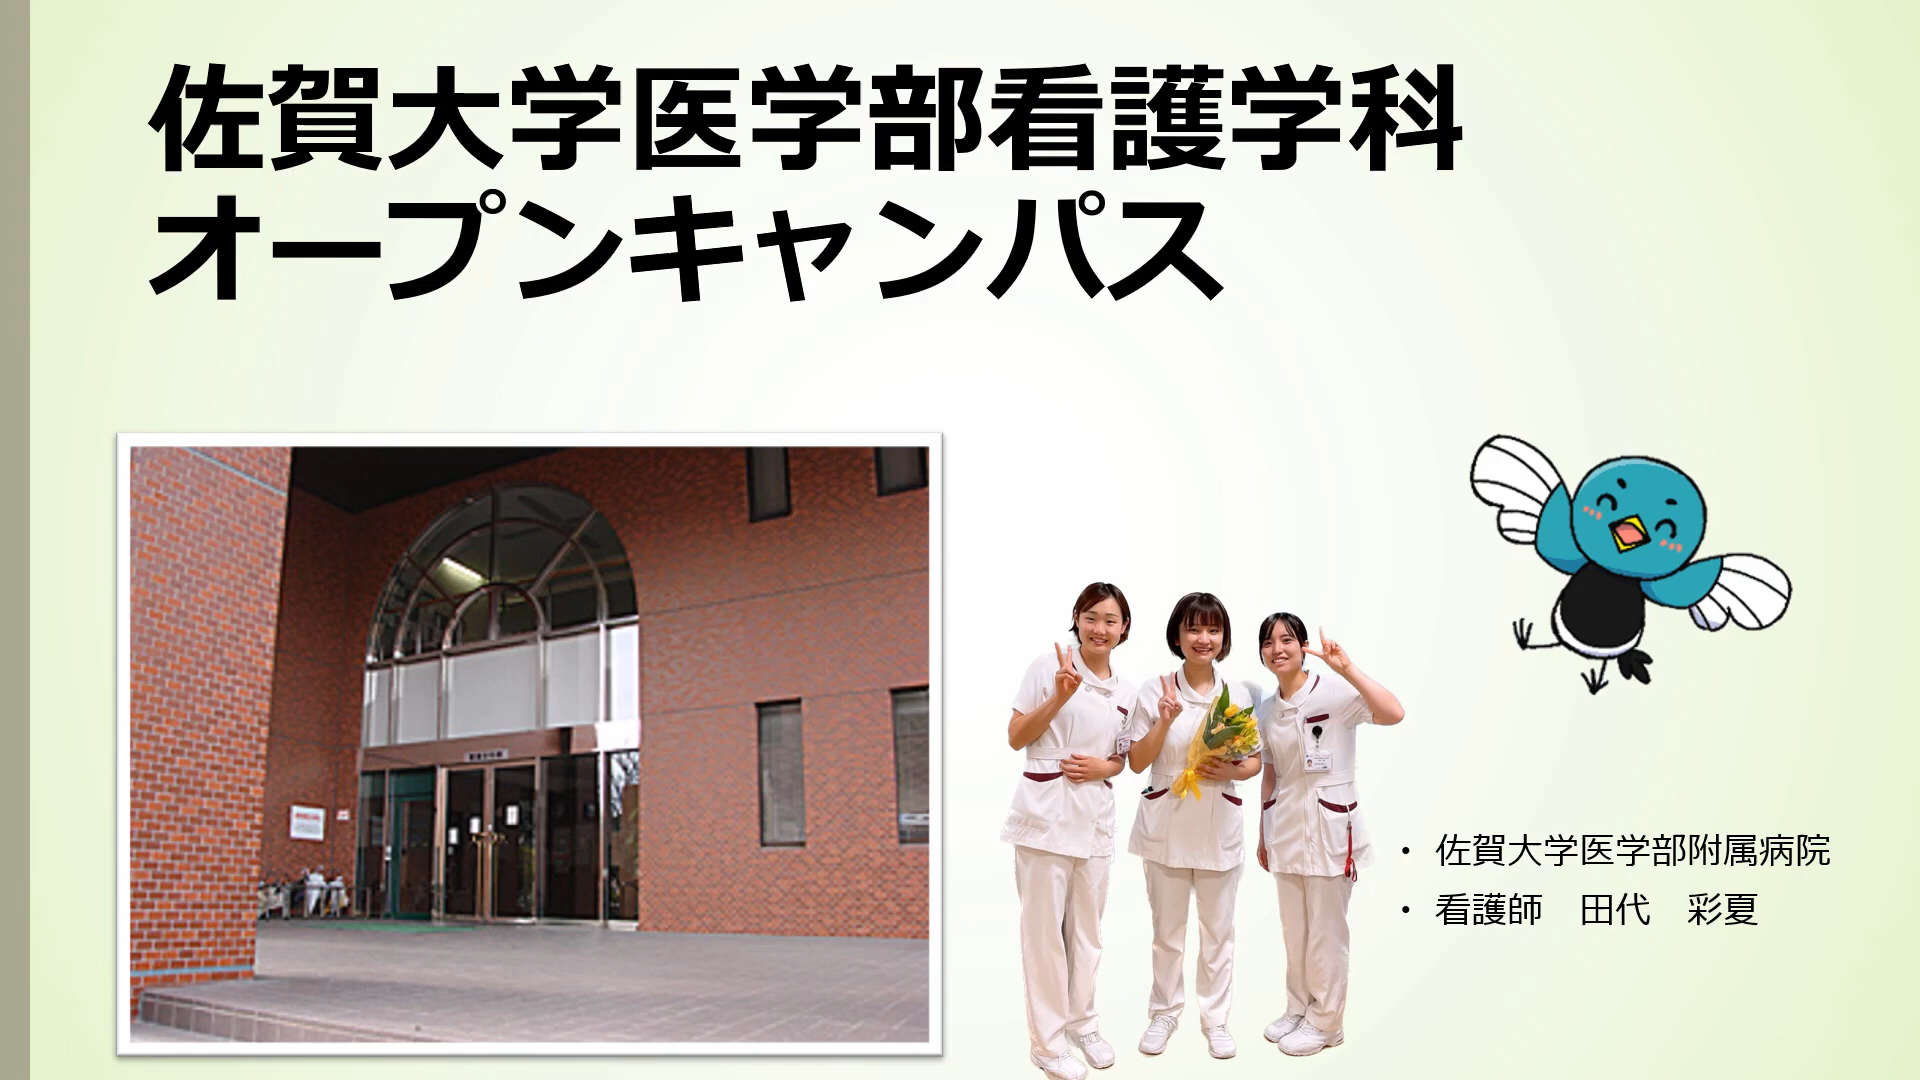 佐賀大学医学部看護学科
オープンキャンパス
・佐賀大学医学部附属病院
・看護師　田代　彩夏